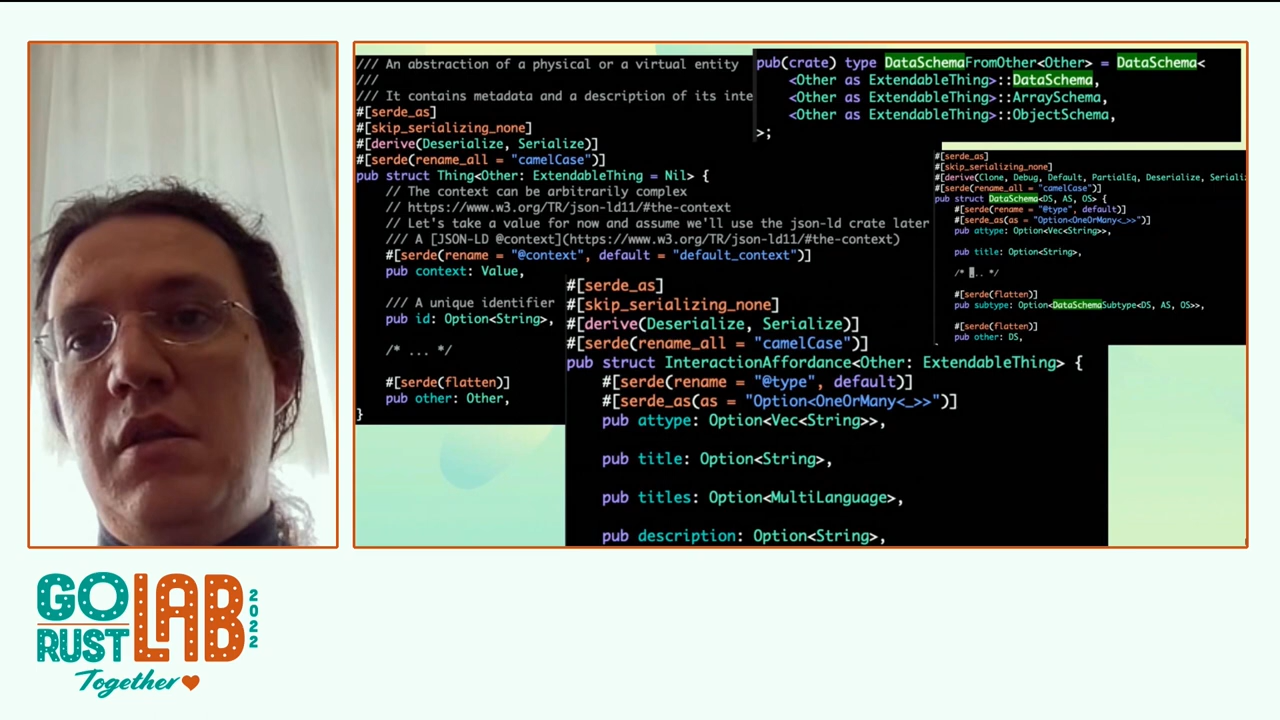 /// An abstraction of a physical or a virtual entity
///
/// It contains metadata and a description of its inte
#[serde_as]
#[skip_serializing_none]
#[derive(Deserialize, Serialize)]
#[serde(rename_all = "camelCase")]
pub struct Thing<Other: ExtendableThing = Nil> {
// The context can be arbitrarily complex
// https://www.w3.org/TR/json-ld11/#the-context
// Let's take a value for now and assume we'll use the json-ld crate later
/// A [JSON-LD @context](https://www.w3.org/TR/json-ld11/#the-context)
#[serde(rename = "@context", default = "default_context")]
pub context: Value,
/// A unique identifier
pub id: Option<String>,
/* ... */
#[serde(flatten)]
pub other: Other,
}
pub(crate) type DataSchemaFromOther<Other> = DataSchema<
<Other as ExtendableThing>::DataSchema,
<Other as ExtendableThing>::ArraySchema,
<Other as ExtendableThing>::ObjectSchema,
>;
#[serde_as]
#[skip_serializing_none]
#[derive(Clone, Debug, Default, PartialEq, Deserialize, Seriali
#[serde(rename_all = "camelCase")]
pub struct DataSchema<DS, AS, OS> {
#[serde(rename = "@type", default)]
#[serde_as(as = "Option<OneOrMany<_>>")]
pub attype: Option<Vec<String>>,
pub title: Option<String>,
/* ... */
#[serde(flatten)]
pub subtype: Option<DataSchemaSubtype<DS, AS, OS>>,
#[serde(flatten)]
pub other: DS,
#[serde_as]
#[skip_serializing_none]
#[derive(Deserialize, Serialize)]
#[serde(rename_all = "camelCase")]
pub struct InteractionAffordance<Other: ExtendableThing> {
#[serde(rename = "@type", default)]
#[serde_as(as = "Option<OneOrMany<_>>")]
pub attype: Option<Vec<String>>,
pub title: Option<String>,
pub titles: Option<MultiLanguage>,
pub description: Option<String>,
GO LAB 2022
RUST
Together